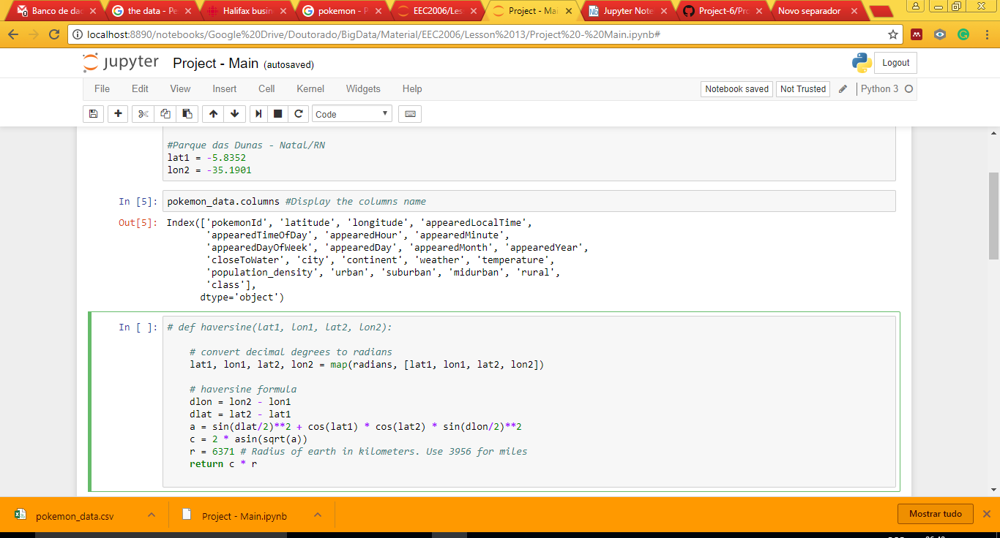 Banco de dac
the data - Pe
Halifax busin
pokemon - P
EEC2006/Les
Project - Mai
Jupyter Note
Project-6/Pro
Novo separador
localhost:8890/notebooks/Google%20Drive/Doutorado/BigData/Material/EEC2006/Lesson%2013/Project%20-%20Main.ipynb#
jupyter Project - Main (autosaved)
Logout
File Edit View Insert Cell Kernel Widgets Help
Notebook saved Not Trusted Python 3 O
Code
#Parque das Dunas - Natal/RN
lat1 = -5.8352
lon2 = -35.1901
In [5]: pokemon_data.columns #Display the columns name
Out[5]: Index(['pokemonId', 'latitude', 'longitude', 'appearedLocalTime',
'appearedTimeOfDay', 'appearedHour', 'appearedMinute',
'appearedDayOfWeek', 'appearedDay', 'appearedMonth', 'appearedYear',
'closeToWater', 'city', 'continent', 'weather', 'temperature',
'population_density', 'urban', 'suburban', 'midurban', 'rural',
'class'],
dtype='object')
In [ ]: # def haversine(lat1, lon1, lat2, lon2):
# convert decimal degrees to radians
lat1, lon1, lat2, lon2 = map(radians, [lat1, lon1, lat2, lon2])
# haversine formula
dlon = lon2 - lon1
dlat = lat2 - lat1
a = sin(dlat/2)**2 + cos(lat1) * cos(lat2) * sin(dlon/2)**2
c = 2 * asin(sqrt(a))
r = 6371 # Radius of earth in kilometers. Use 3956 for miles
return c * r
pokemon_data.csv
Project - Main.ipynb
Mostrar tudo